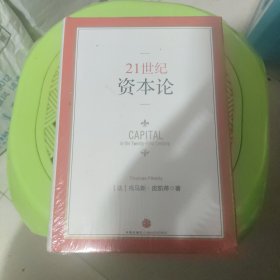 21世纪
资本论
CAPITAL
in the Twenty-First Century
Thomas Piketty
[法]托马斯·皮凯蒂 著